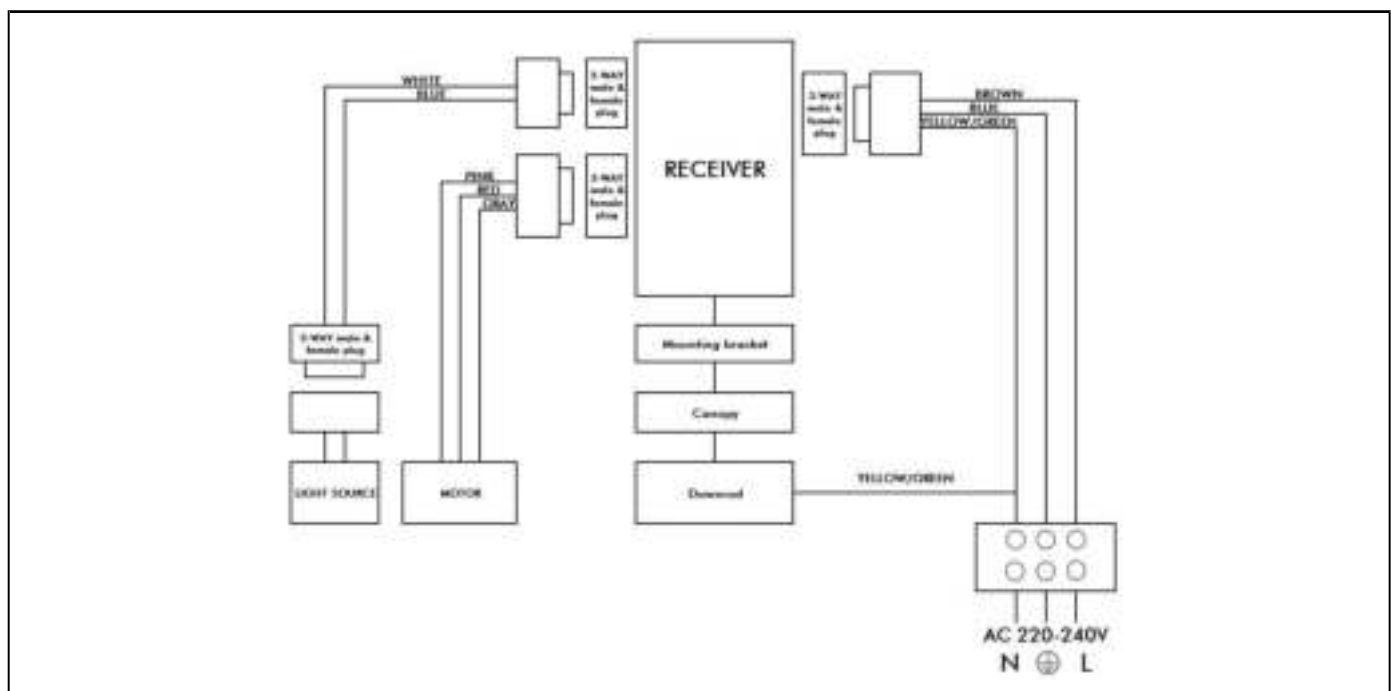 WHITE
BLUE
3-WAY
male &
female
plug
RECEIVER
3-WAY
male &
female
plug
BROWN
BLUE
YELLOW/GREEN
PINK
RED
GRAY
3-WAY
male &
female
plug
male &
female plug
Mounting bracket
Canopy
LIGHT SOURCE
MOTOR
Downrod
YELLOW/GREEN
AC 220-240V
N L